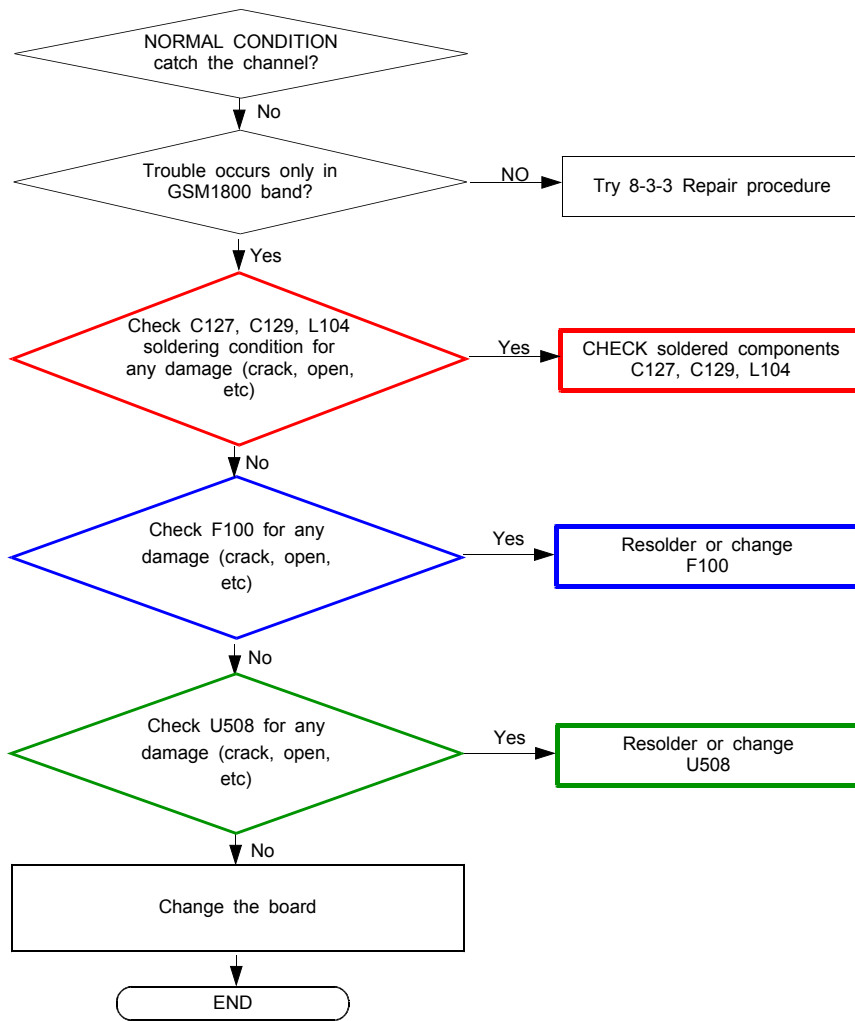 NORMAL CONDITION
catch the channel?
No
Trouble occurs only in
GSM1800 band?
NO
Try 8-3-3 Repair procedure
Yes
Check C127, C129, L104
soldering condition for
any damage (crack, open,
etc)
Yes
CHECK soldered components
C127, C129, L104
No
Check F100 for any
damage (crack, open,
etc)
Yes
Resolder or change
F100
No
Check U508 for any
damage (crack, open,
etc)
Yes
Resolder or change
U508
No
Change the board
END